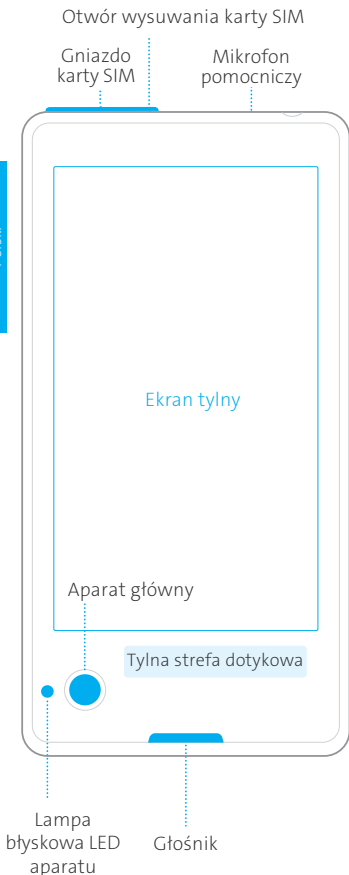 Otwór wysuwania karty SIM
Gniazdo
karty SIM
Mikrofon
pomocniczy
Ekran tylny
Aparat główny
Tylna strefa dotykowa
Lampa
błyskowa LED
aparatu
Głośnik